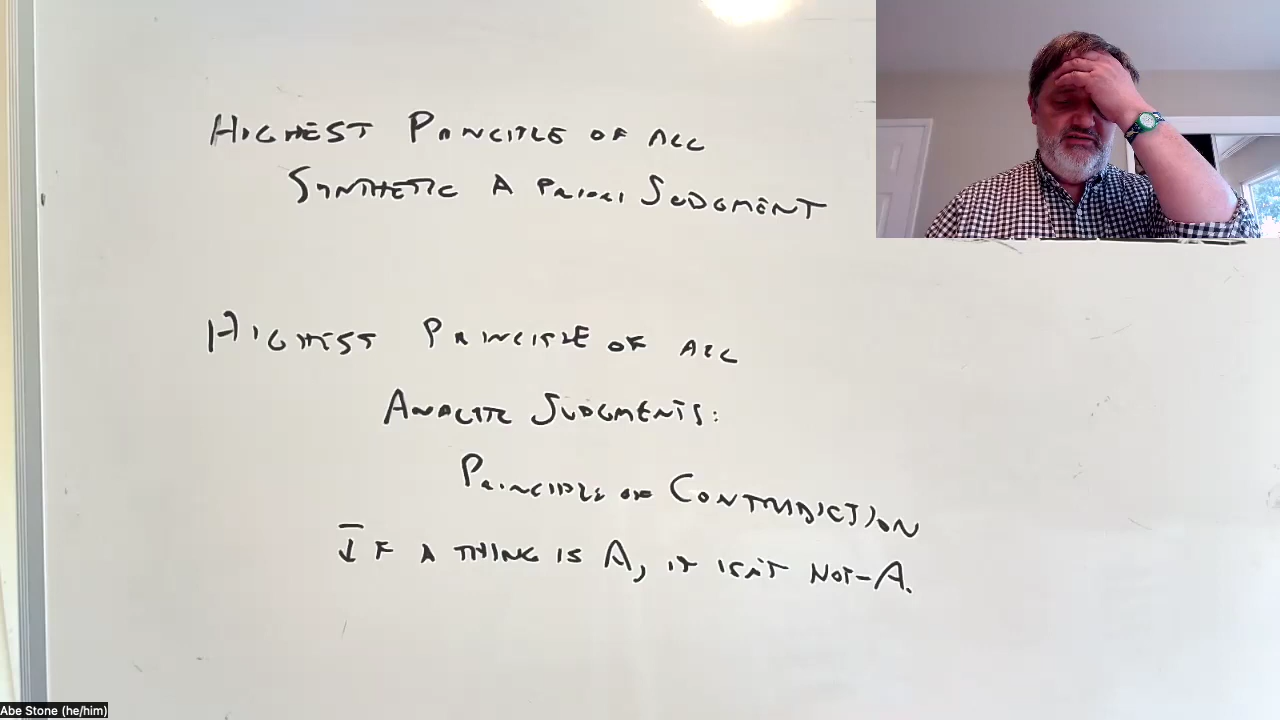 HIGHEST PRINCIPLE OF ALL
SYNTHETIC A PRIORI JUDGMENT
HIGHEST PRINCIPLE OF ALL
ANALYTIC JUDGMENTS:
PRINCIPLE OF CONTRADICTION
IF A THING IS A, IT ISN'T NOT-A.
Abe Stone (he/him)